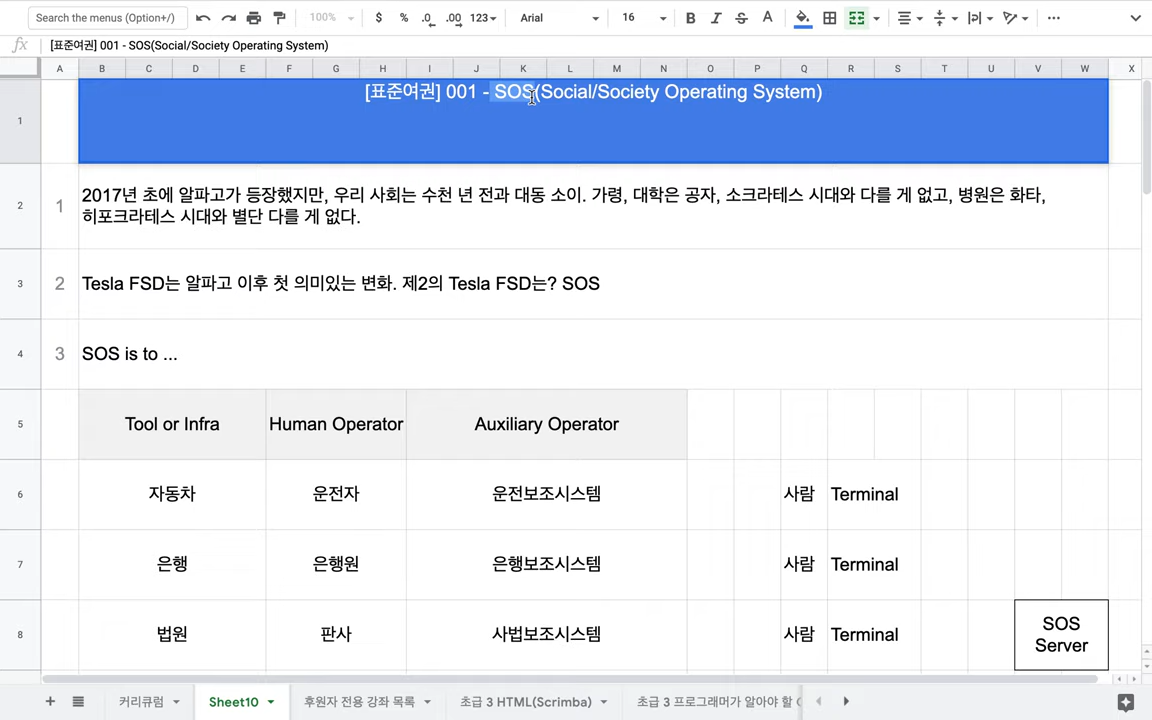 Search the menus (Option+/)
100%
$ % .0 .00 123
Arial
16
B I S A
fx [표준여권] 001 - SOS(Social/Society Operating System)
A B C D E F G H I J K L M N O P Q R S T U V W X
1 [표준여권] 001 - SOS(Social/Society Operating System)
2 1 2017년 초에 알파고가 등장했지만, 우리 사회는 수천 년 전과 대동 소이. 가령, 대학은 공자, 소크라테스 시대와 다를 게 없고, 병원은 화타,
히포크라테스 시대와 별단 다를 게 없다.
3 2 Tesla FSD는 알파고 이후 첫 의미있는 변화. 제2의 Tesla FSD는? SOS
4 3 SOS is to ...
5 Tool or Infra Human Operator Auxiliary Operator
6 자동차 운전자 운전보조시스템 사람 Terminal
7 은행 은행원 은행보조시스템 사람 Terminal
8 법원 판사 사법보조시스템 사람 Terminal
SOS
Server
커리큐럼 Sheet10 후원자 전용 강좌 목록 초급 3 HTML(Scrimba) 초급 3 프로그래머가 알아야 할